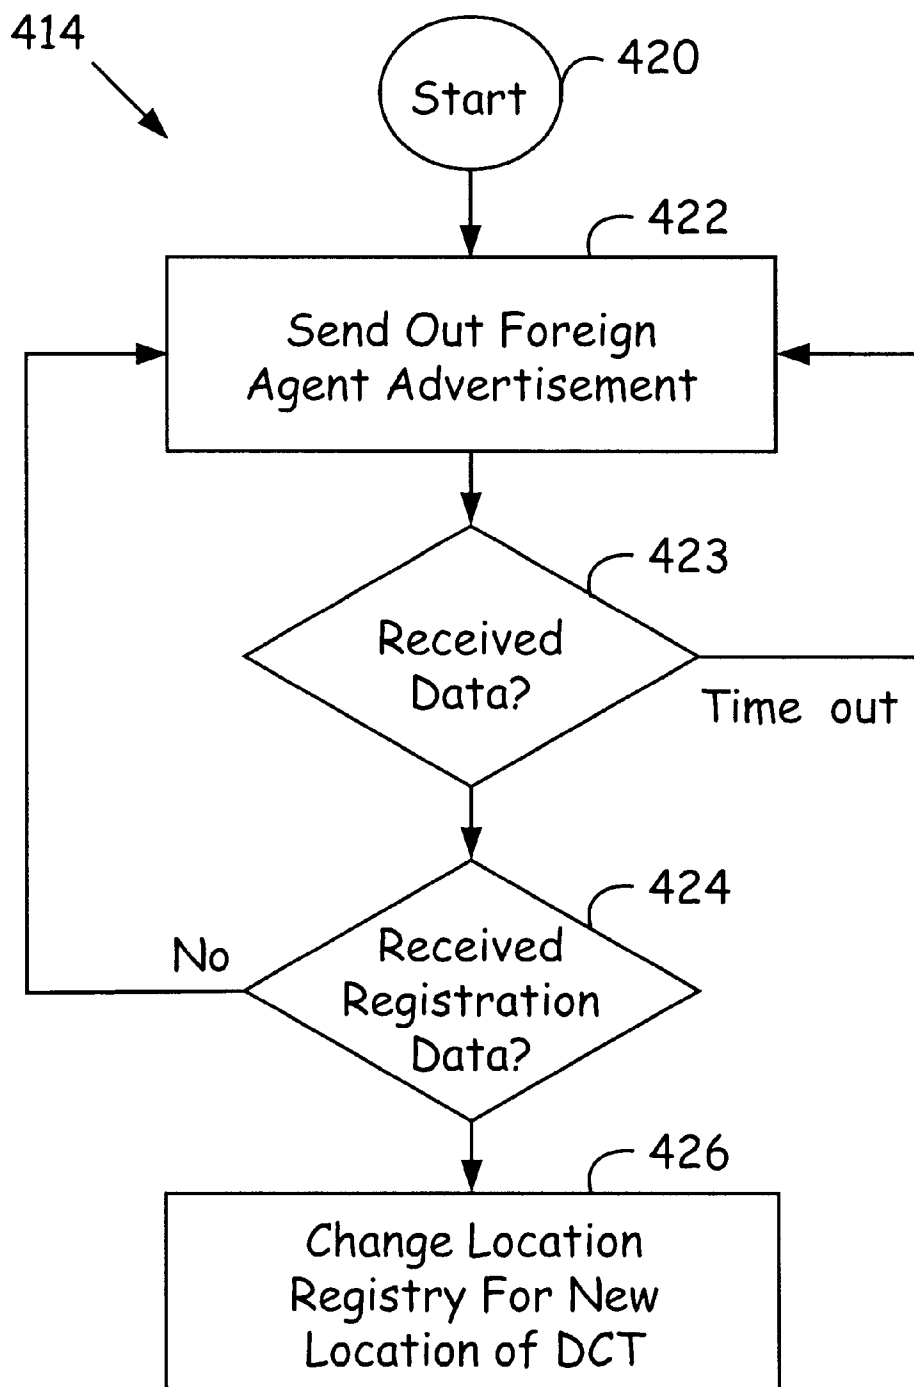 414
Start
420
422
Send Out Foreign
Agent Advertisement
423
Received
Data?
Time out
424
No
Received
Registration
Data?
426
Change Location
Registry For New
Location of DCT